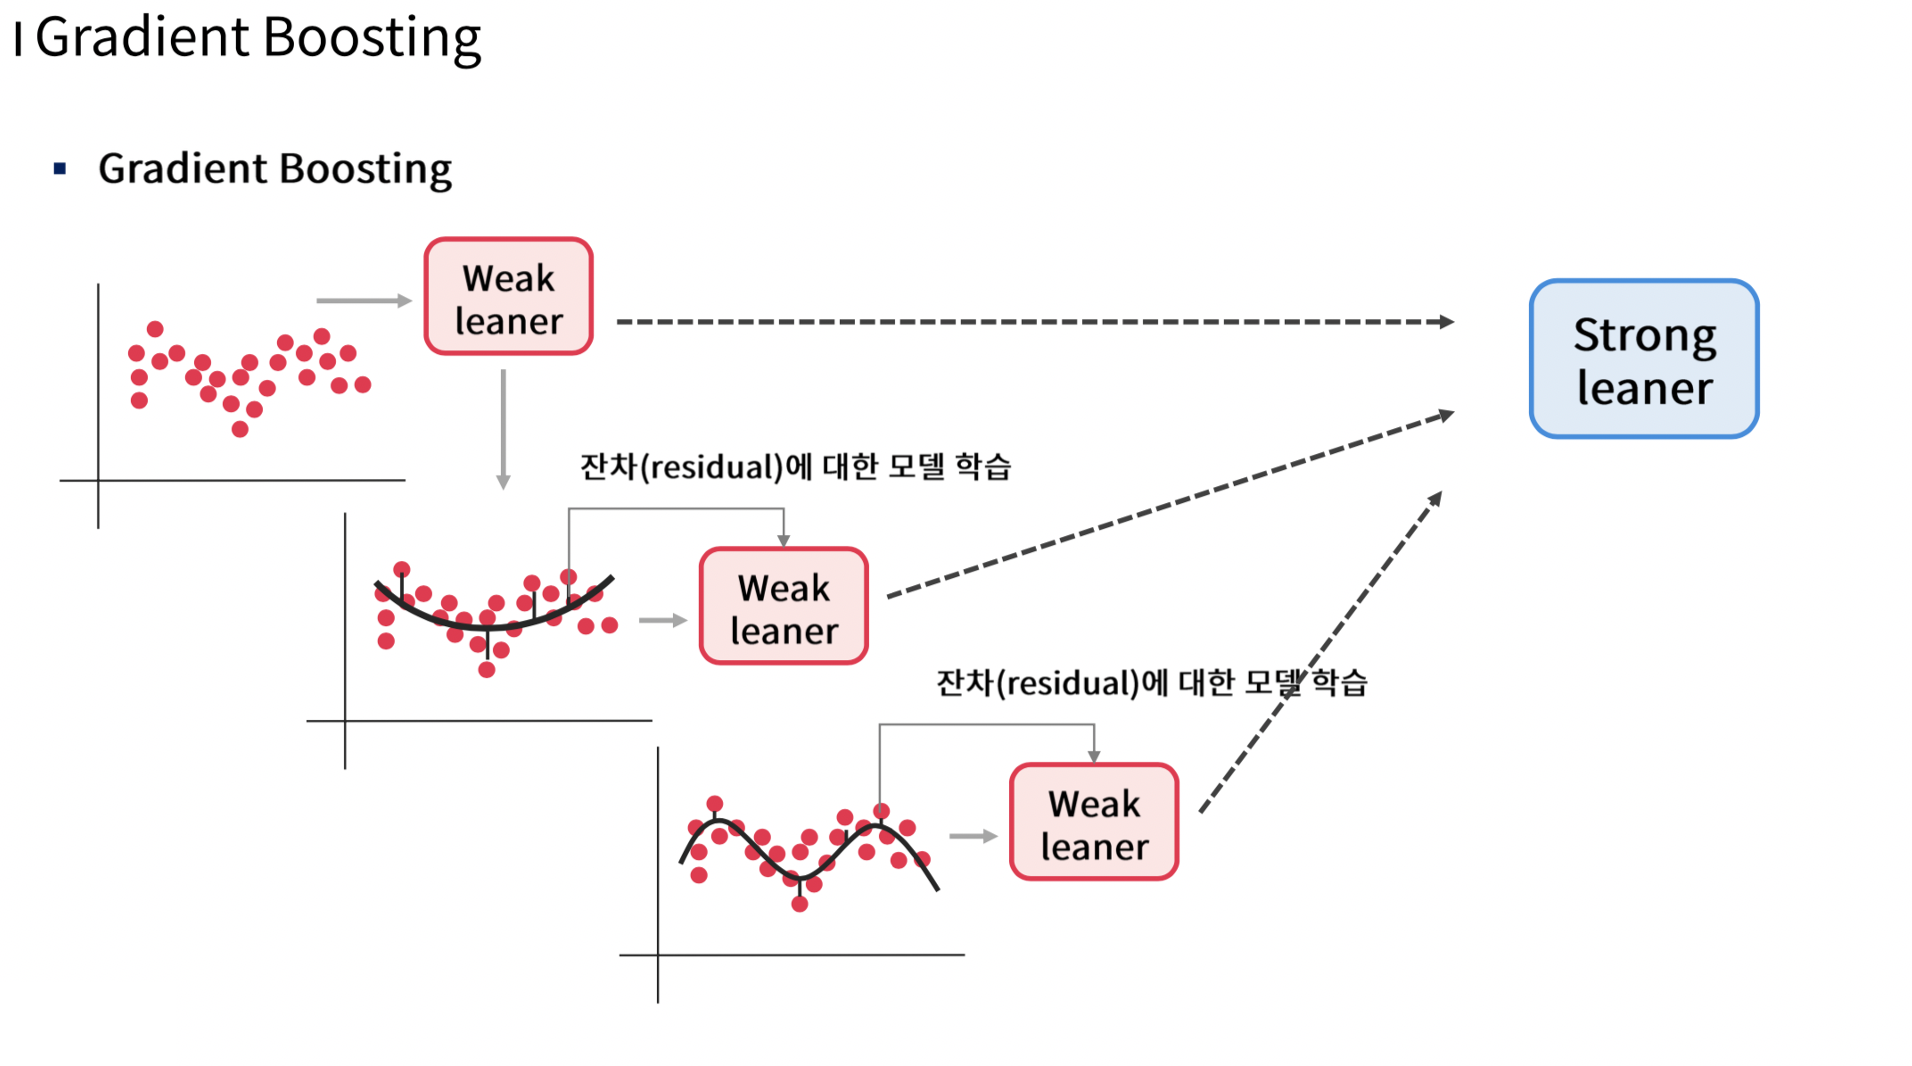 I Gradient Boosting
▪ Gradient Boosting
Weak
leaner
Strong
leaner
잔차(residual)에 대한 모델 학습
Weak
leaner
잔차(residual)에 대한 모델 학습
Weak
leaner